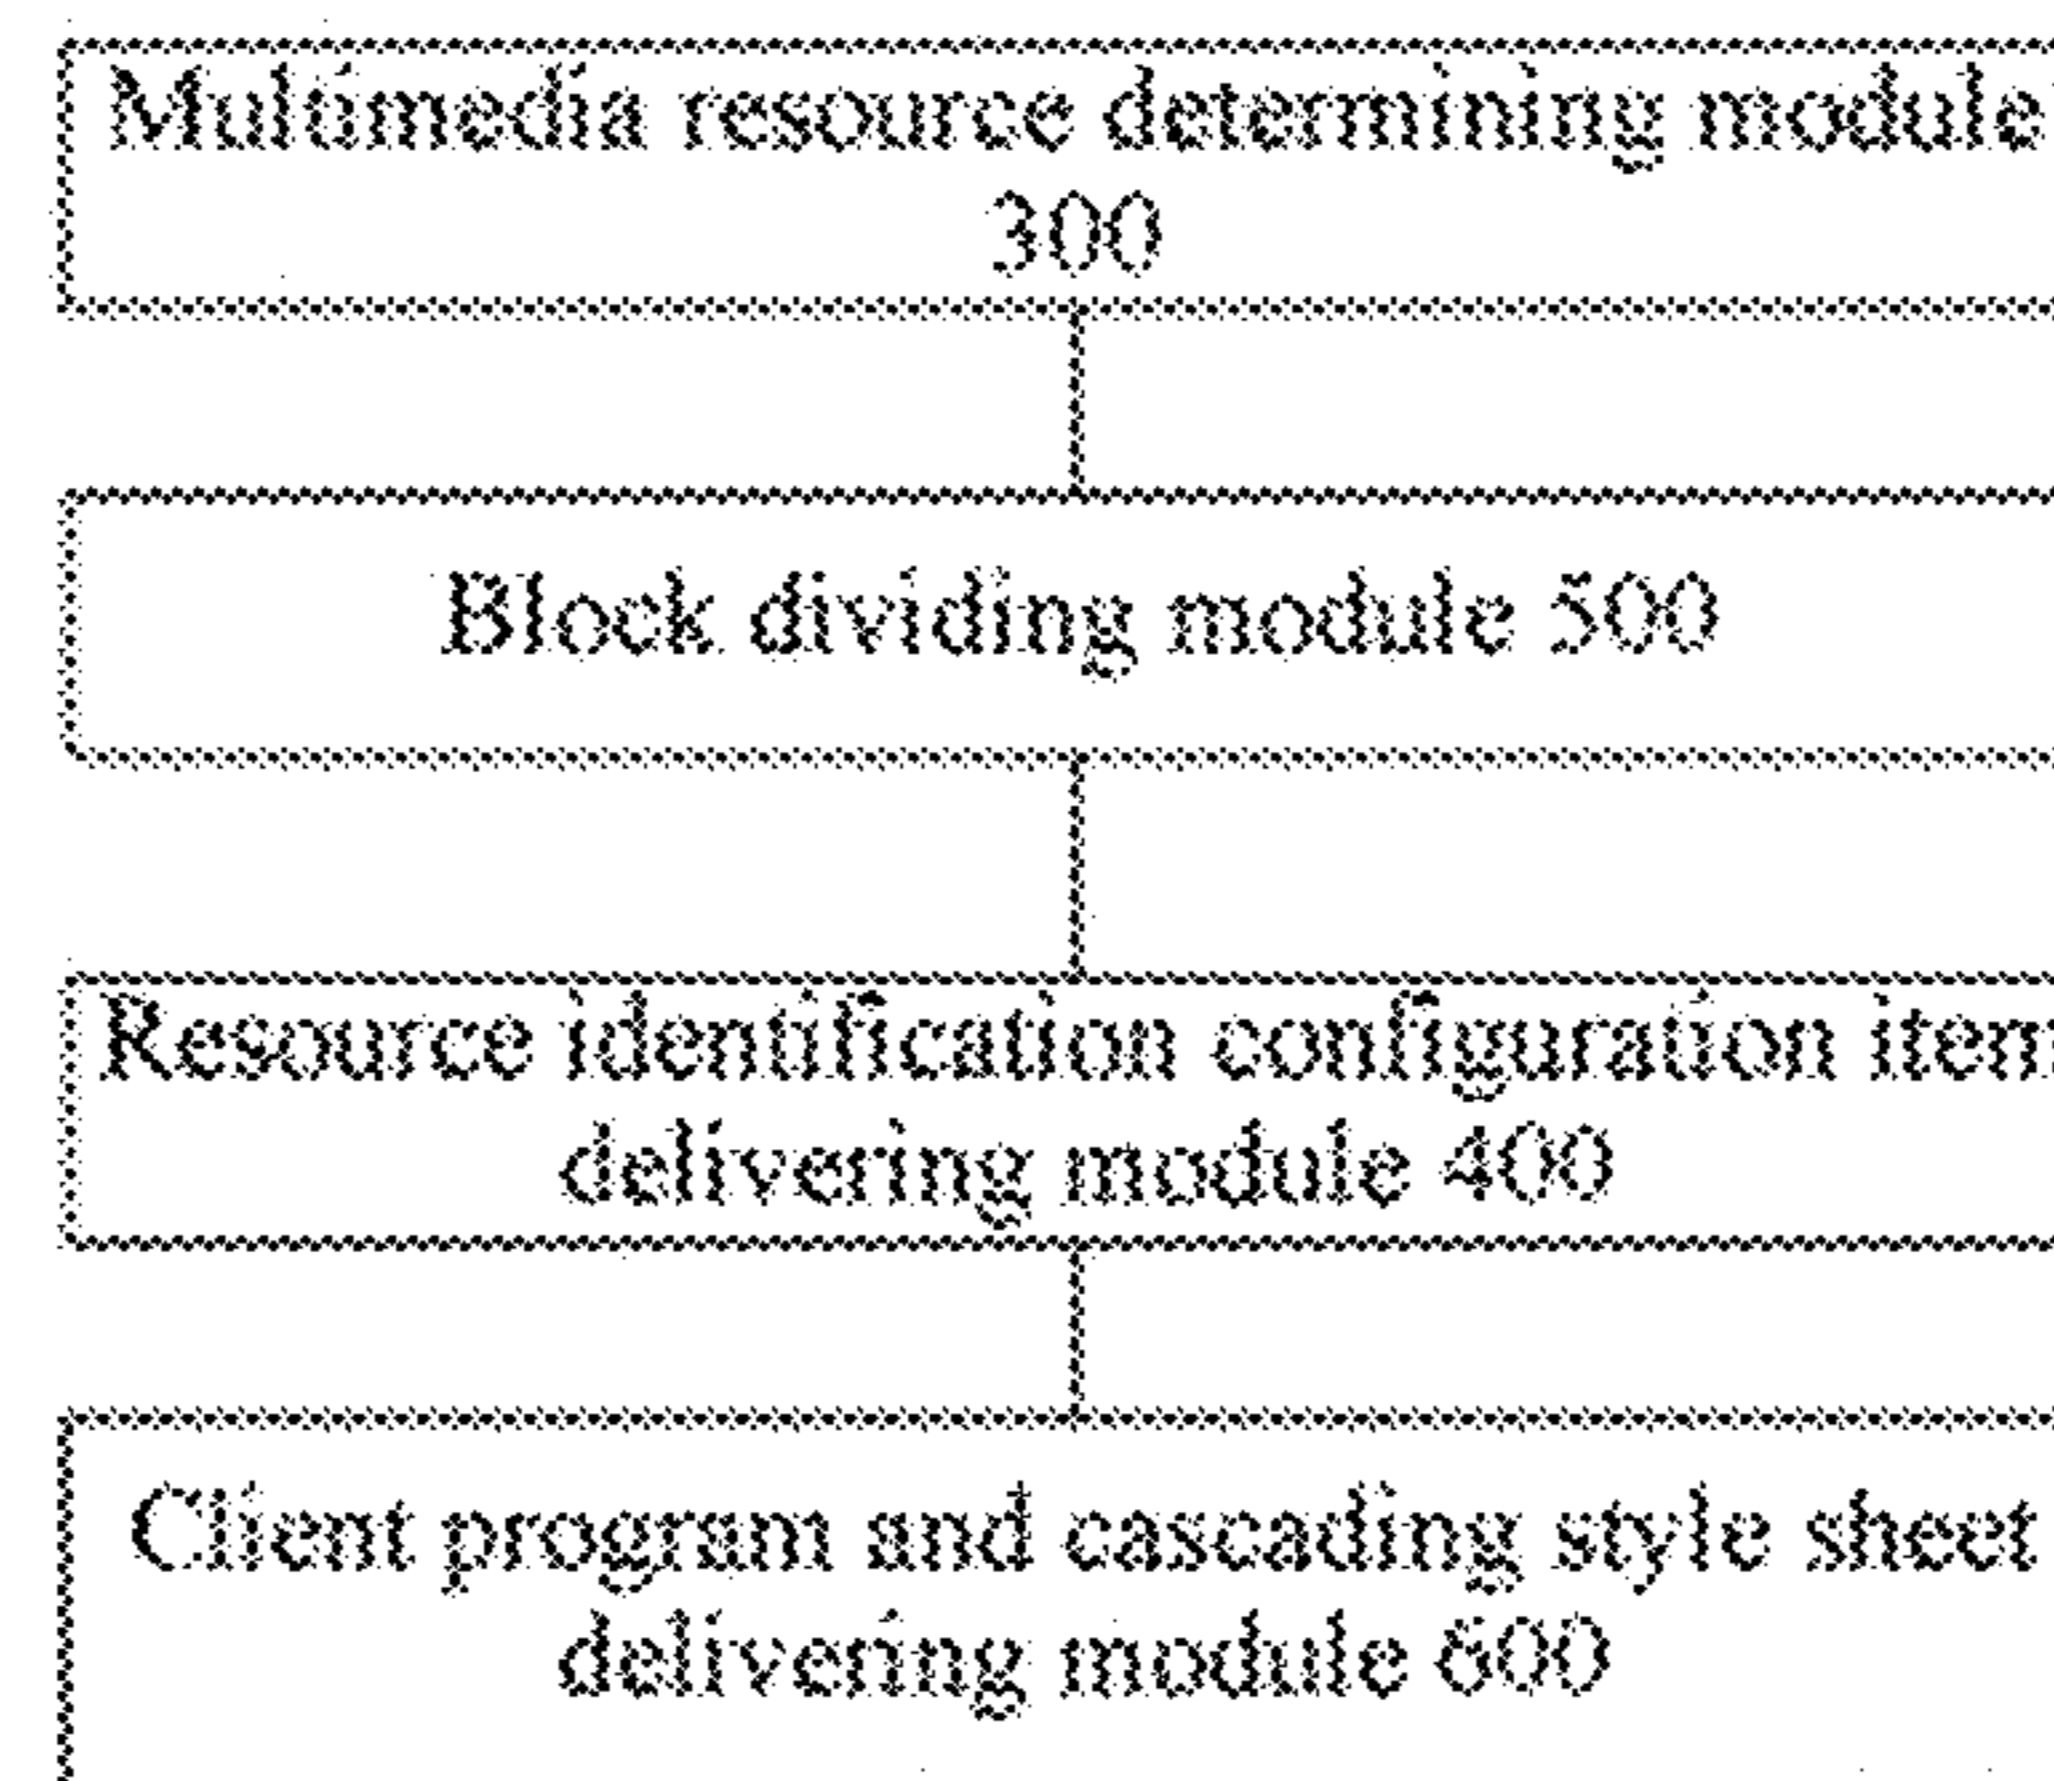 Multimedia resource determining module
300
Block dividing module 500
Resource identification configuration item
delivering module 400
Client program and cascading style sheet
delivering module 600